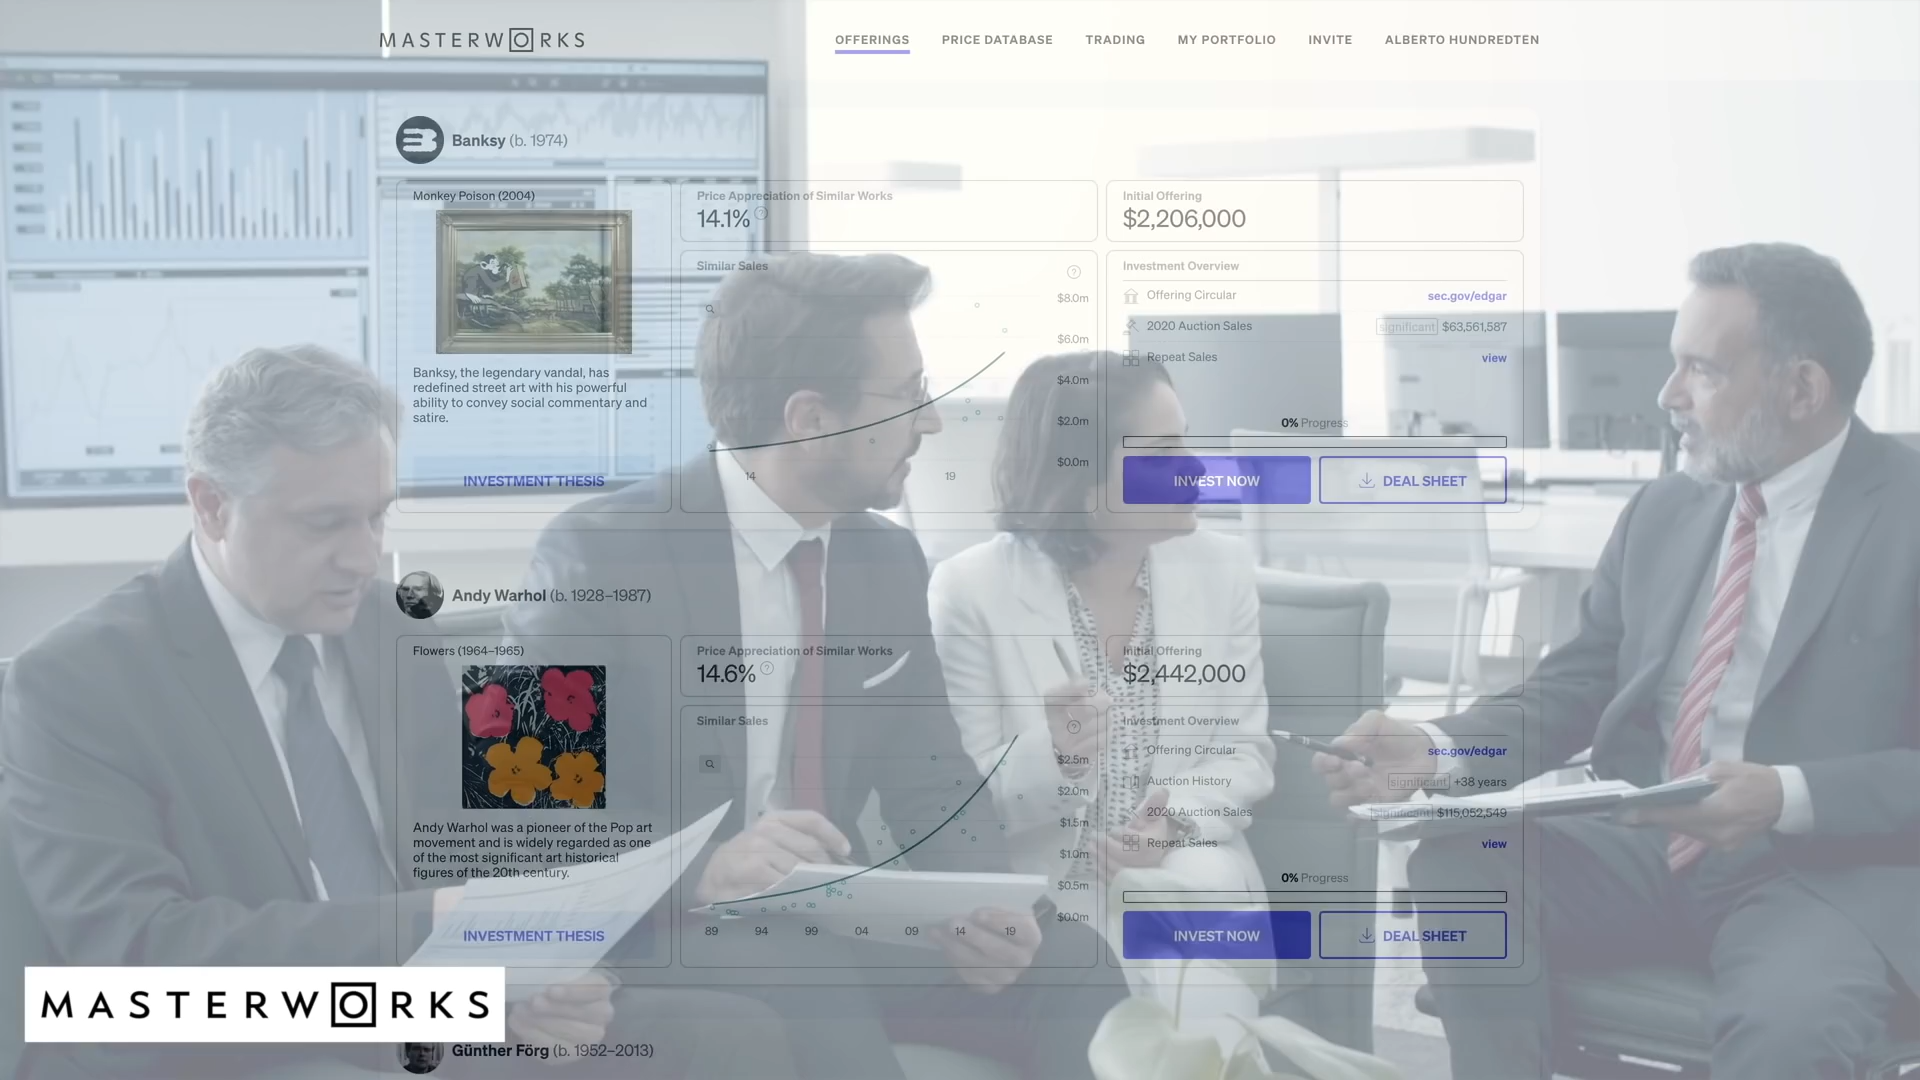 MASTERWORKS
OFFERINGS
PRICE DATABASE
TRADING
MY PORTFOLIO
INVITE
ALBERTO HUNDREDTEN
Banksy (b. 1974)
Monkey Poison (2004)
Banksy, the legendary vandal, has
redefined street art with his powerful
ability to convey social commentary and
satire.
INVESTMENT THESIS
Price Appreciation of Similar Works
14.1%
Similar Sales
$8.0m
$6.0m
$4.0m
$2.0m
$0.0m
14
19
Initial Offering
$2,206,000
Investment Overview
Offering Circular
sec.gov/edgar
2020 Auction Sales
significant $63,561,587
Repeat Sales
view
0% Progress
INVEST NOW
DEAL SHEET
Andy Warhol (b. 1928–1987)
Flowers (1964–1965)
Andy Warhol was a pioneer of the Pop art
movement and is widely regarded as one
of the most significant art historical
figures of the 20th century.
INVESTMENT THESIS
Price Appreciation of Similar Works
14.6%
Similar Sales
$2.5m
$2.0m
$1.5m
$1.0m
$0.5m
$0.0m
89
94
99
04
09
14
19
Initial Offering
$2,442,000
Investment Overview
Offering Circular
sec.gov/edgar
Auction History
significant +38 years
2020 Auction Sales
significant $115,052,549
Repeat Sales
view
0% Progress
INVEST NOW
DEAL SHEET
MASTERWORKS
Günther Förg (b. 1952–2013)